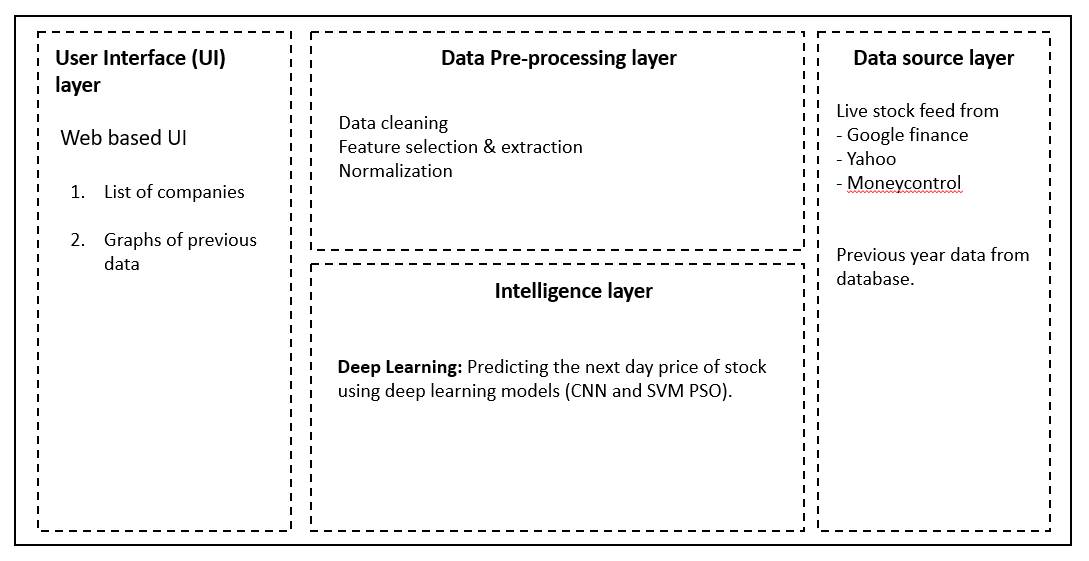 User Interface (UI)
layer
Web based UI
1. List of companies
2. Graphs of previous
data
Data Pre-processing layer
Data cleaning
Feature selection & extraction
Normalization
Intelligence layer
Deep Learning: Predicting the next day price of stock
using deep learning models (CNN and SVM PSO).
Data source layer
Live stock feed from
- Google finance
- Yahoo
- Moneycontrol
Previous year data from
database.